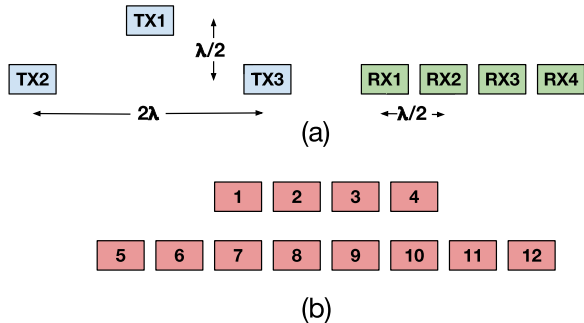 TX1
λ/2
TX2 TX3 RX1 RX2 RX3 RX4
2λ λ/2
(a)
1 2 3 4
5 6 7 8 9 10 11 12
(b)